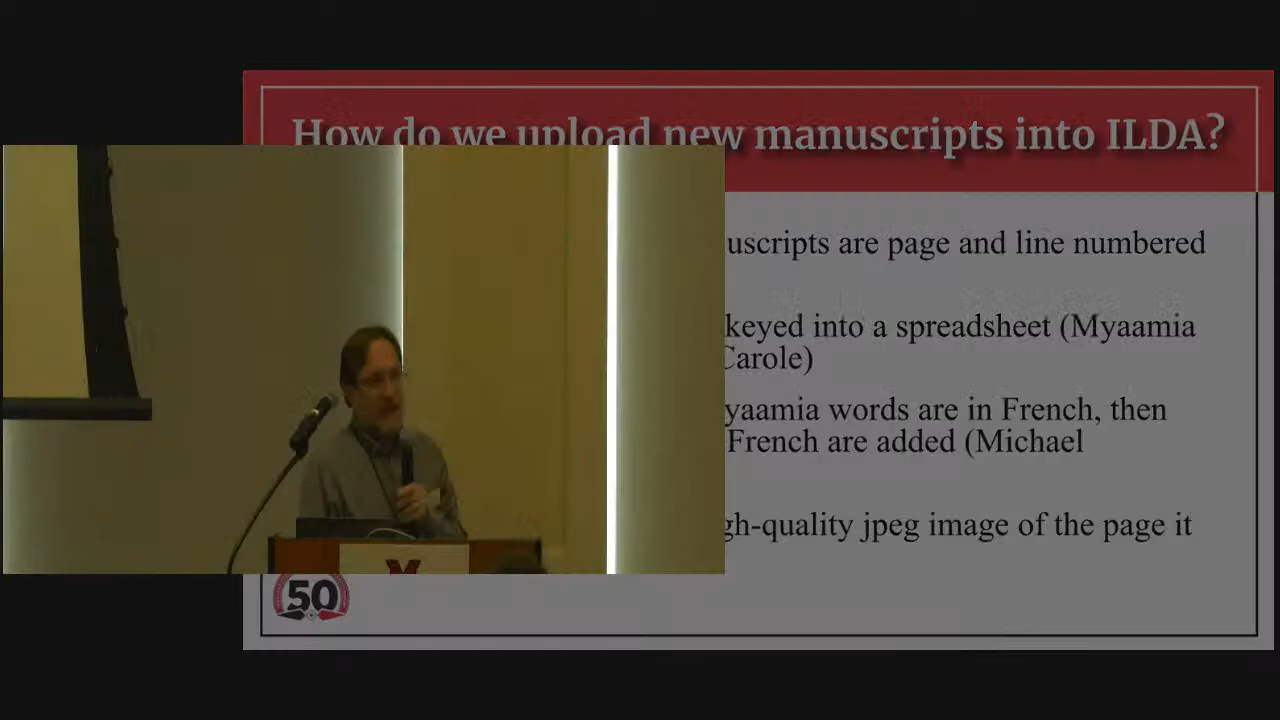 How do we upload new manuscripts into ILDA?
uscripts are page and line numbered
keyed into a spreadsheet (Myaamia
Carole)
yaamia words are in French, then
French are added (Michael
gh-quality jpeg image of the page it
50